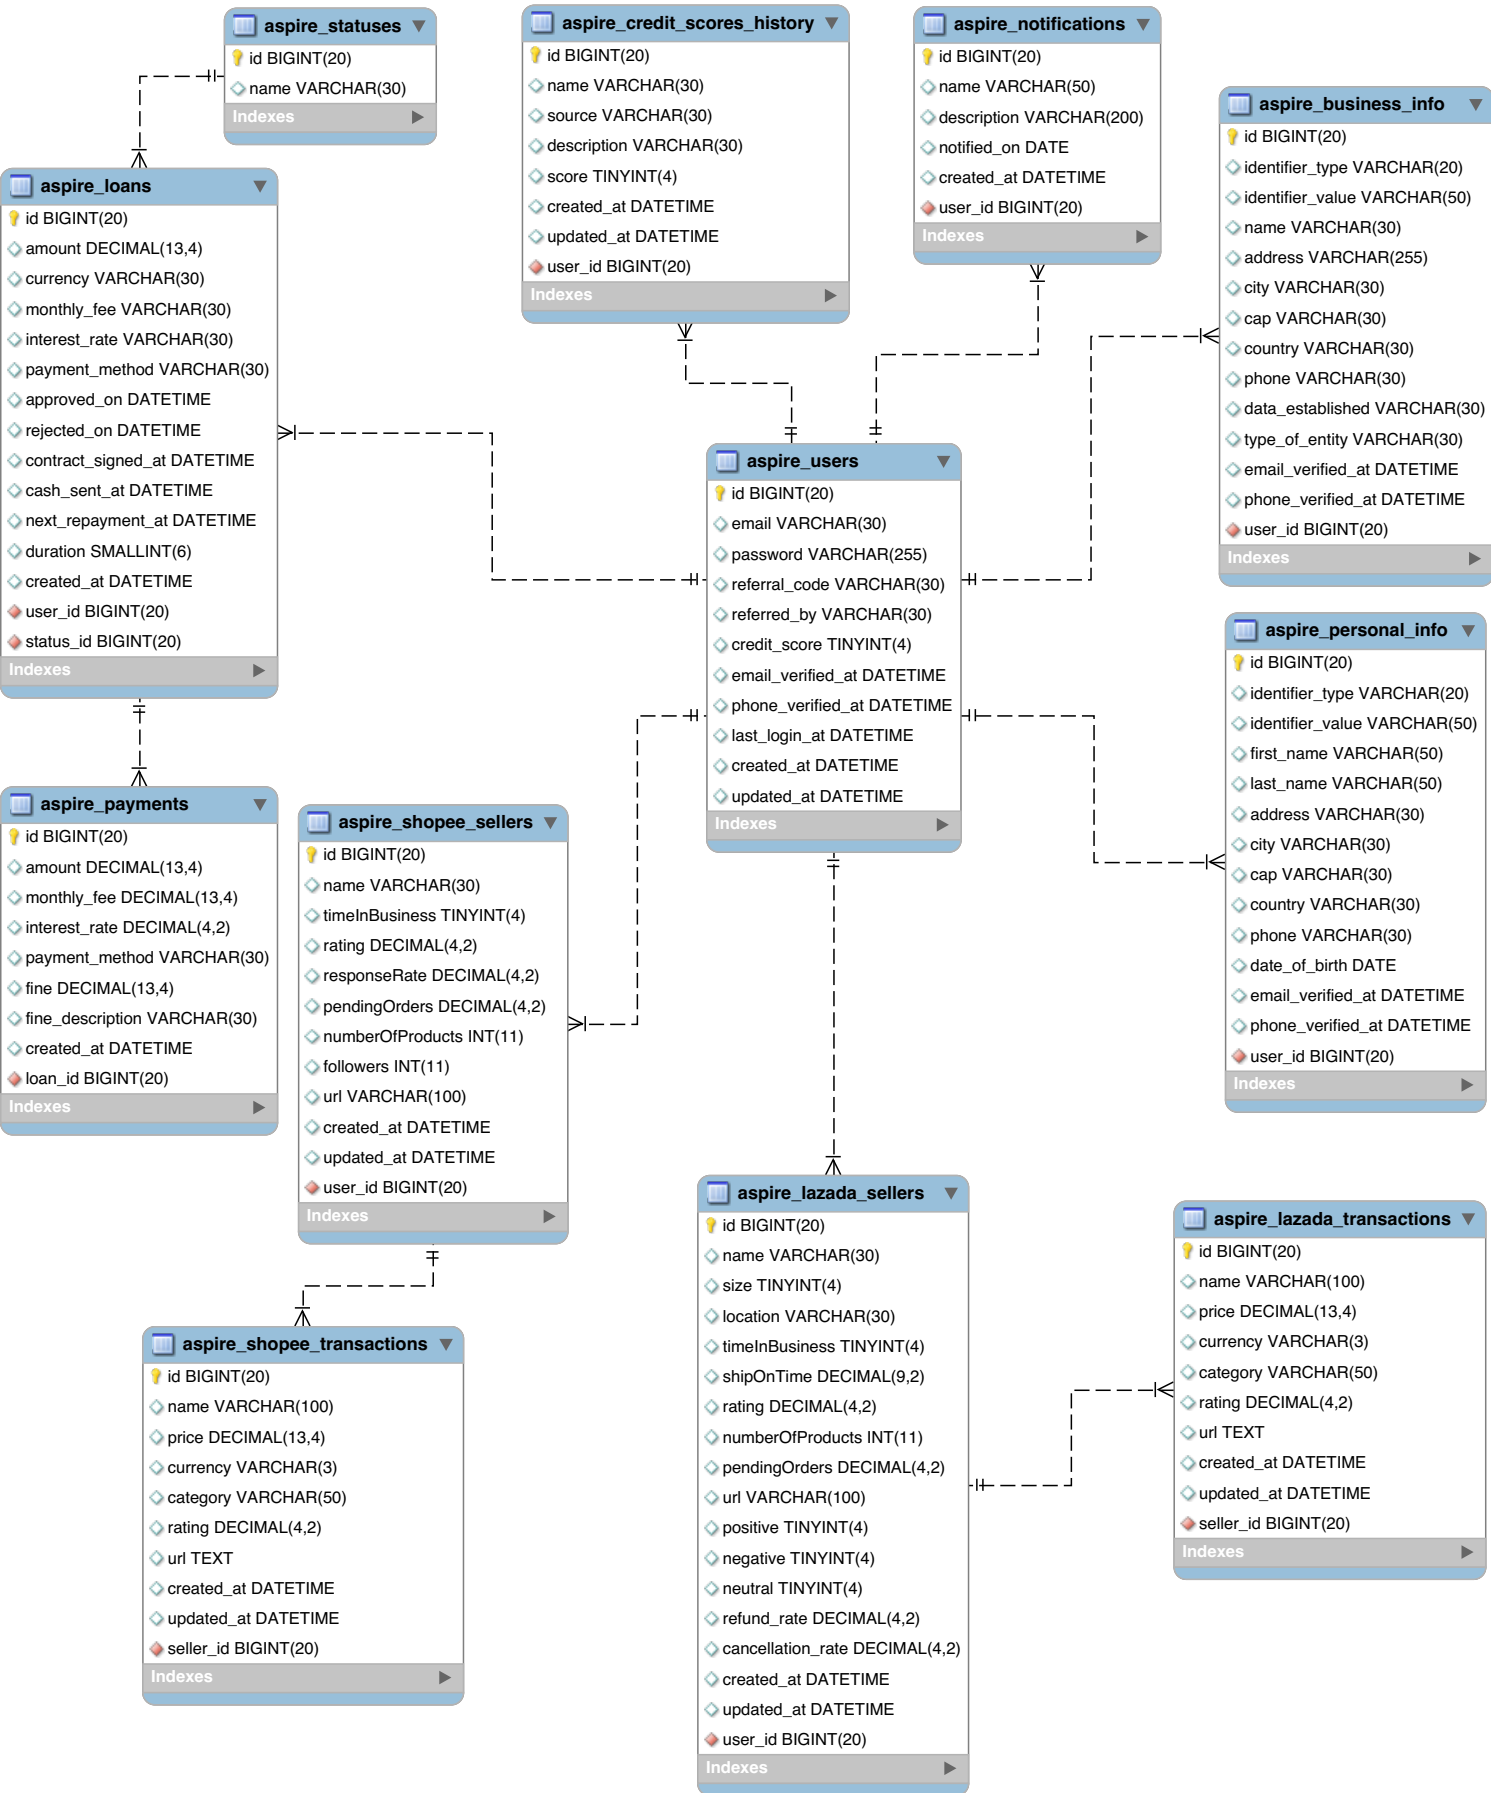 aspire_statuses
id BIGINT(20)
name VARCHAR(30)
Indexes
aspire_credit_scores_history
id BIGINT(20)
name VARCHAR(30)
source VARCHAR(30)
description VARCHAR(30)
score TINYINT(4)
created_at DATETIME
updated_at DATETIME
user_id BIGINT(20)
Indexes
aspire_notifications
id BIGINT(20)
name VARCHAR(50)
description VARCHAR(200)
notified_on DATE
created_at DATETIME
user_id BIGINT(20)
Indexes
aspire_business_info
id BIGINT(20)
identifier_type VARCHAR(20)
identifier_value VARCHAR(50)
name VARCHAR(30)
address VARCHAR(255)
city VARCHAR(30)
cap VARCHAR(30)
country VARCHAR(30)
phone VARCHAR(30)
data_established VARCHAR(30)
type_of_entity VARCHAR(30)
email_verified_at DATETIME
phone_verified_at DATETIME
user_id BIGINT(20)
Indexes
aspire_loans
id BIGINT(20)
amount DECIMAL(13,4)
currency VARCHAR(30)
monthly_fee VARCHAR(30)
interest_rate VARCHAR(30)
payment_method VARCHAR(30)
approved_on DATETIME
rejected_on DATETIME
contract_signed_at DATETIME
cash_sent_at DATETIME
next_repayment_at DATETIME
duration SMALLINT(6)
created_at DATETIME
user_id BIGINT(20)
status_id BIGINT(20)
Indexes
aspire_users
id BIGINT(20)
email VARCHAR(30)
password VARCHAR(255)
referral_code VARCHAR(30)
referred_by VARCHAR(30)
credit_score TINYINT(4)
email_verified_at DATETIME
phone_verified_at DATETIME
last_login_at DATETIME
created_at DATETIME
updated_at DATETIME
Indexes
aspire_personal_info
id BIGINT(20)
identifier_type VARCHAR(20)
identifier_value VARCHAR(50)
first_name VARCHAR(50)
last_name VARCHAR(50)
address VARCHAR(30)
city VARCHAR(30)
cap VARCHAR(30)
country VARCHAR(30)
phone VARCHAR(30)
date_of_birth DATE
email_verified_at DATETIME
phone_verified_at DATETIME
user_id BIGINT(20)
Indexes
aspire_payments
id BIGINT(20)
amount DECIMAL(13,4)
monthly_fee DECIMAL(13,4)
interest_rate DECIMAL(4,2)
payment_method VARCHAR(30)
fine DECIMAL(13,4)
fine_description VARCHAR(30)
created_at DATETIME
loan_id BIGINT(20)
Indexes
aspire_shopee_sellers
id BIGINT(20)
name VARCHAR(30)
timeInBusiness TINYINT(4)
rating DECIMAL(4,2)
responseRate DECIMAL(4,2)
pendingOrders DECIMAL(4,2)
numberOfProducts INT(11)
followers INT(11)
url VARCHAR(100)
created_at DATETIME
updated_at DATETIME
user_id BIGINT(20)
Indexes
aspire_shopee_transactions
id BIGINT(20)
name VARCHAR(100)
price DECIMAL(13,4)
currency VARCHAR(3)
category VARCHAR(50)
rating DECIMAL(4,2)
url TEXT
created_at DATETIME
updated_at DATETIME
seller_id BIGINT(20)
Indexes
aspire_lazada_sellers
id BIGINT(20)
name VARCHAR(30)
size TINYINT(4)
location VARCHAR(30)
timeInBusiness TINYINT(4)
shipOnTime DECIMAL(9,2)
rating DECIMAL(4,2)
numberOfProducts INT(11)
pendingOrders DECIMAL(4,2)
url VARCHAR(100)
positive TINYINT(4)
negative TINYINT(4)
neutral TINYINT(4)
refund_rate DECIMAL(4,2)
cancellation_rate DECIMAL(4,2)
created_at DATETIME
updated_at DATETIME
user_id BIGINT(20)
Indexes
aspire_lazada_transactions
id BIGINT(20)
name VARCHAR(100)
price DECIMAL(13,4)
currency VARCHAR(3)
category VARCHAR(50)
rating DECIMAL(4,2)
url TEXT
created_at DATETIME
updated_at DATETIME
seller_id BIGINT(20)
Indexes